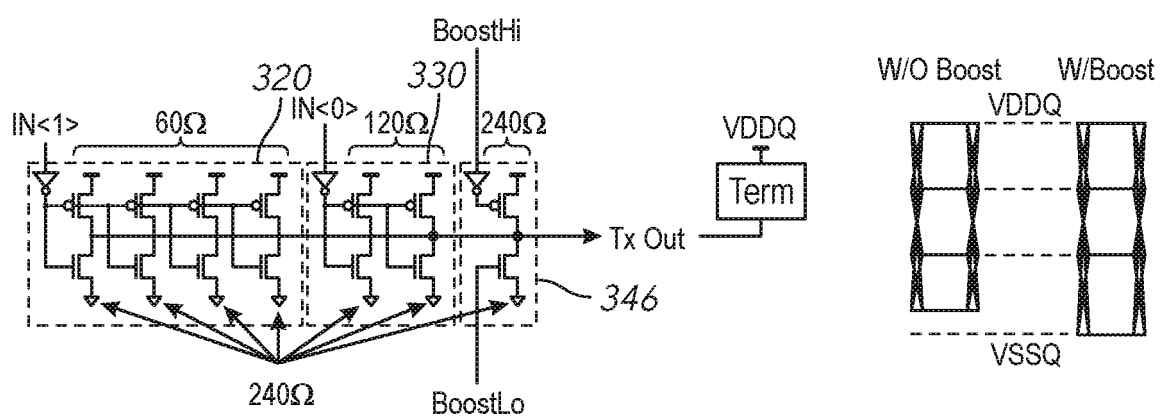 BoostHi
320
330
W/O Boost
W/Boost
IN<1>
60Ω
IN<0>
120Ω
240Ω
VDDQ
VDDQ
Term
Tx Out
346
240Ω
BoostLo
VSSQ